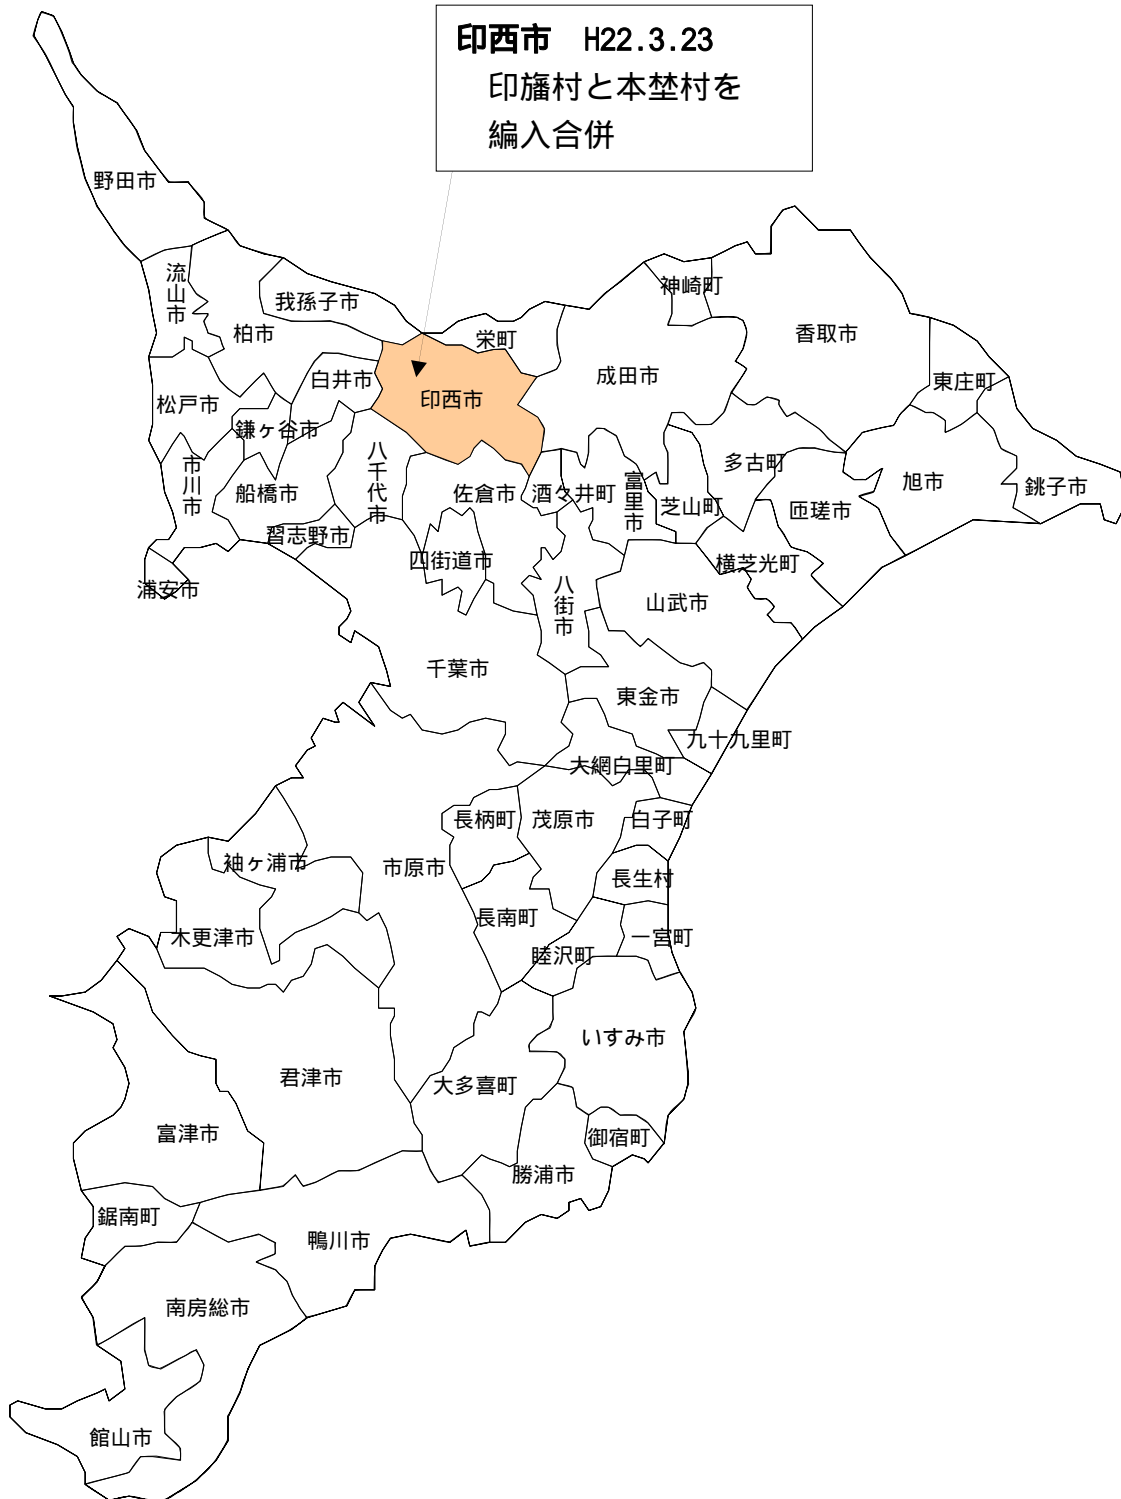 印西市　H22.3.23
印旛村と本埜村を
編入合併
野田市
流山市
柏市
我孫子市
栄町
神崎町
香取市
成田市
東庄町
白井市
印西市
松戸市
鎌ヶ谷市
市川市
船橋市
八千代市
佐倉市
酒々井町
富里市
芝山町
多古町
匝瑳市
旭市
銚子市
習志野市
四街道市
浦安市
八街市
横芝光町
山武市
千葉市
東金市
九十九里町
大網白里町
長柄町
茂原市
白子町
袖ヶ浦市
市原市
長生村
長南町
木更津市
睦沢町
一宮町
いすみ市
君津市
大多喜町
富津市
御宿町
勝浦市
鋸南町
鴨川市
南房総市
館山市